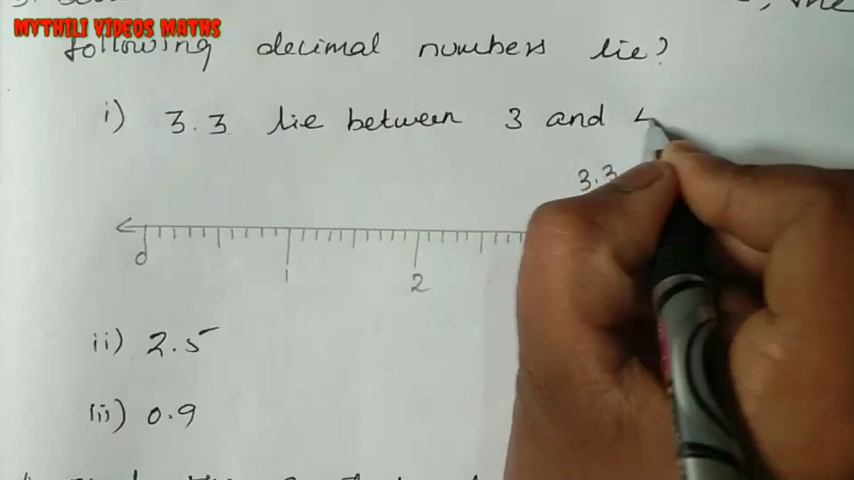 MYTHILI VIDEOS MATHS
following decimal numbers lie?
i) 3.3 lie between 3 and 4
3.3
0 1 2
ii) 2.5
iii) 0.9